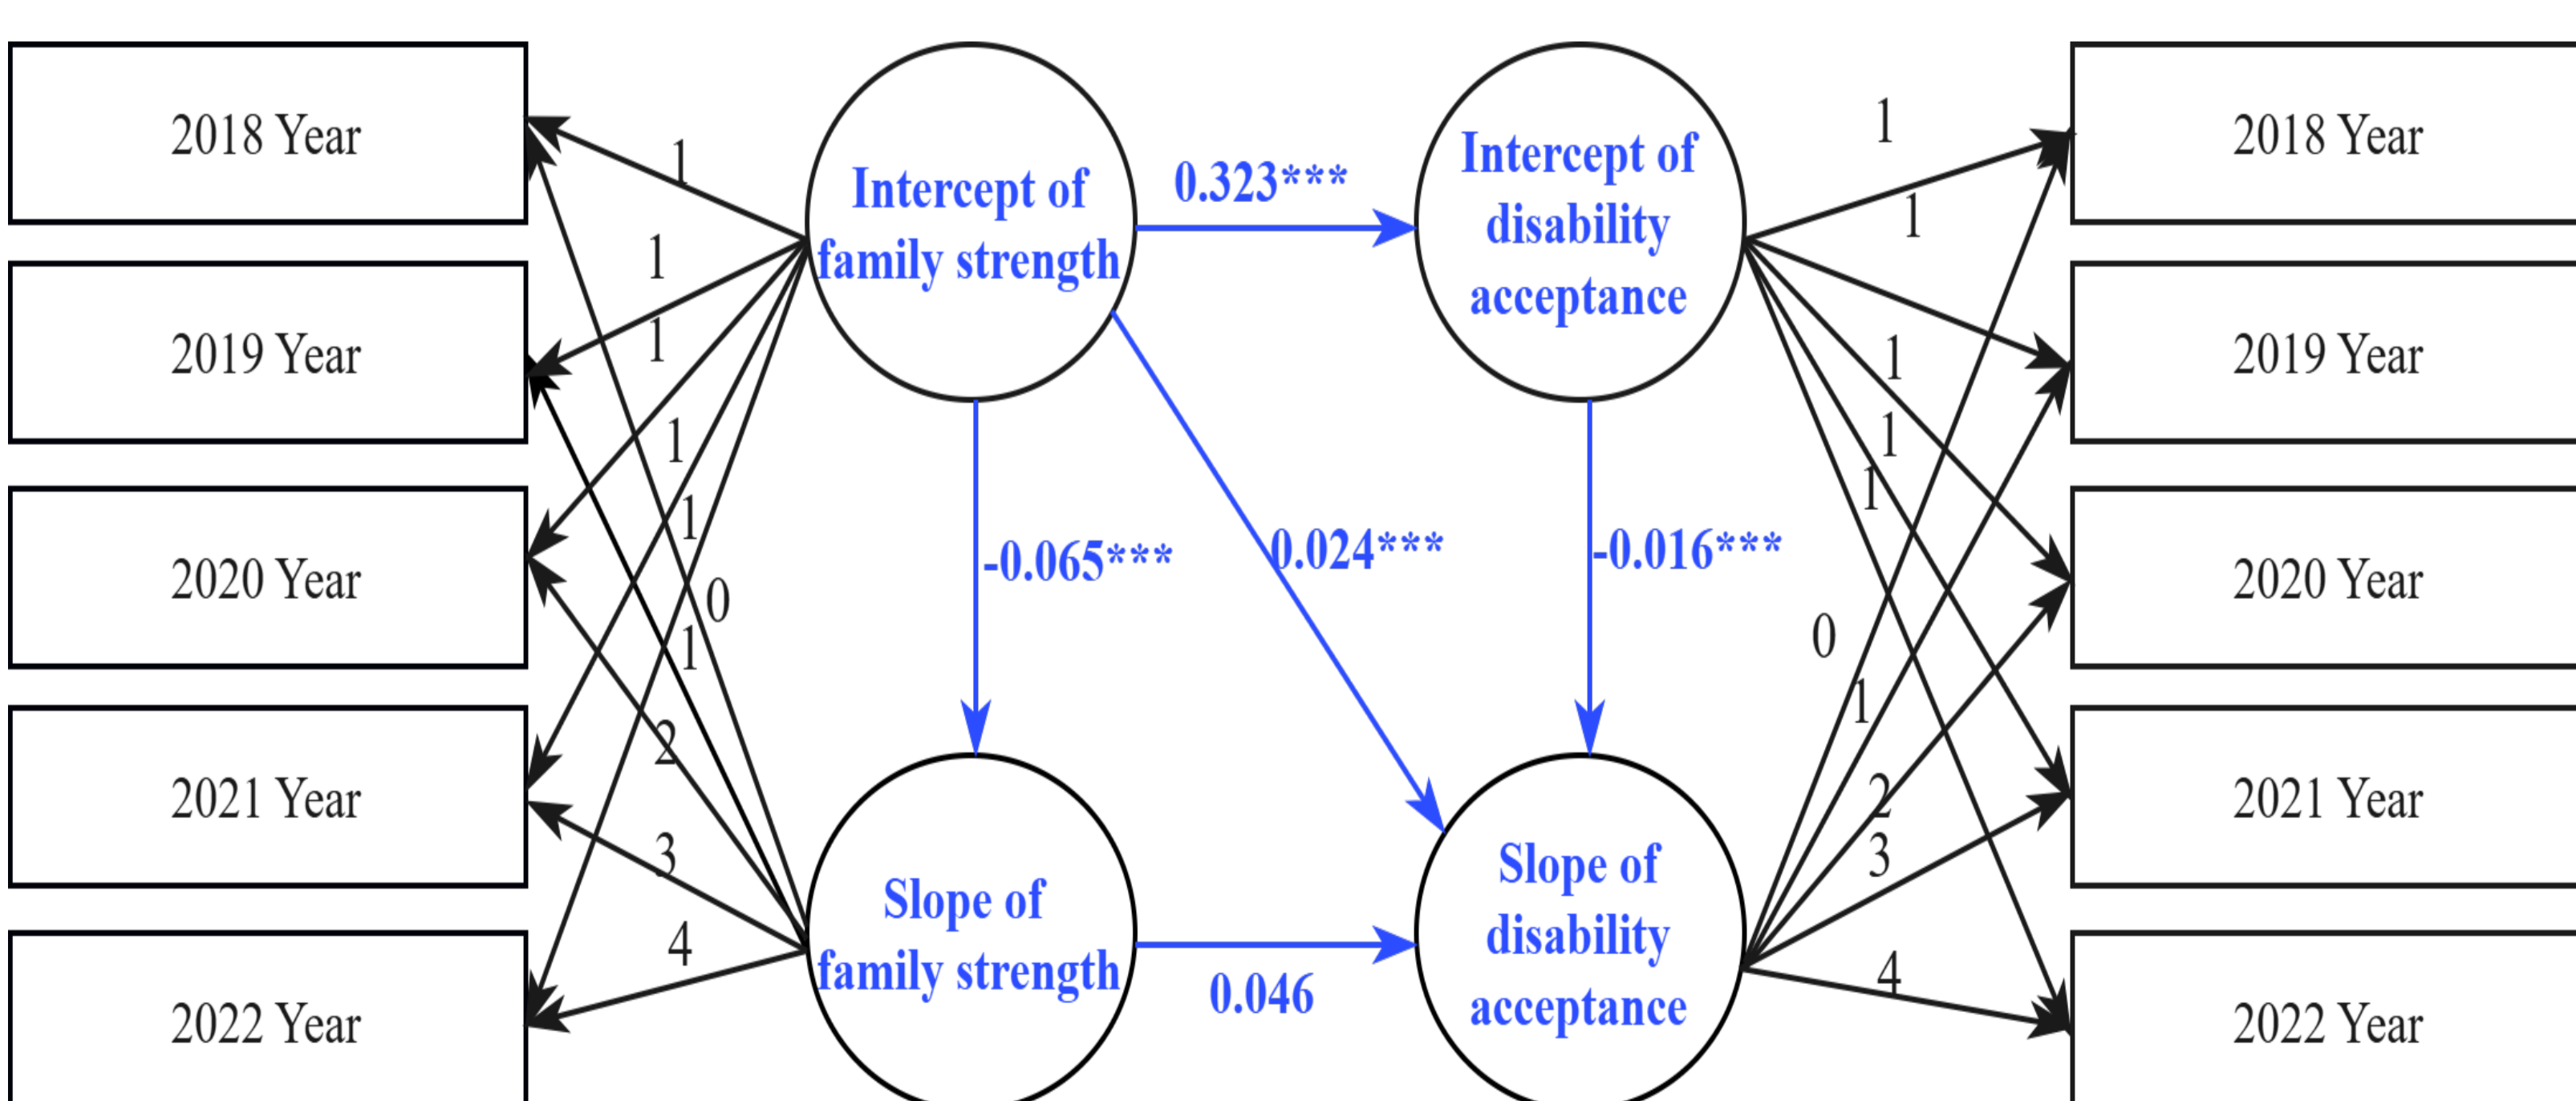 2018 Year
2019 Year
2020 Year
2021 Year
2022 Year
1
1
1
1
1
0
1
2
3
4
Intercept of
family strength
0.323***
Intercept of
disability
acceptance
-0.065***
0.024***
-0.016***
Slope of
family strength
0.046
Slope of
disability
acceptance
1
1
1
1
1
0
1
2
3
4
2018 Year
2019 Year
2020 Year
2021 Year
2022 Year